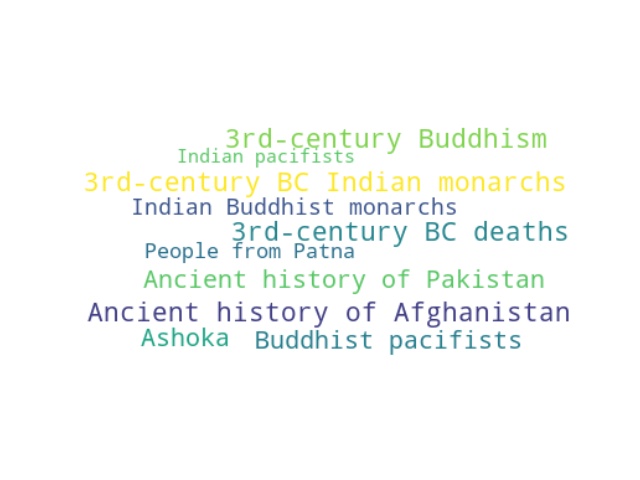 3rd-century Buddhism
Indian pacifists
3rd-century BC Indian monarchs
Indian Buddhist monarchs
3rd-century BC deaths
People from Patna
Ancient history of Pakistan
Ancient history of Afghanistan
Ashoka
Buddhist pacifists